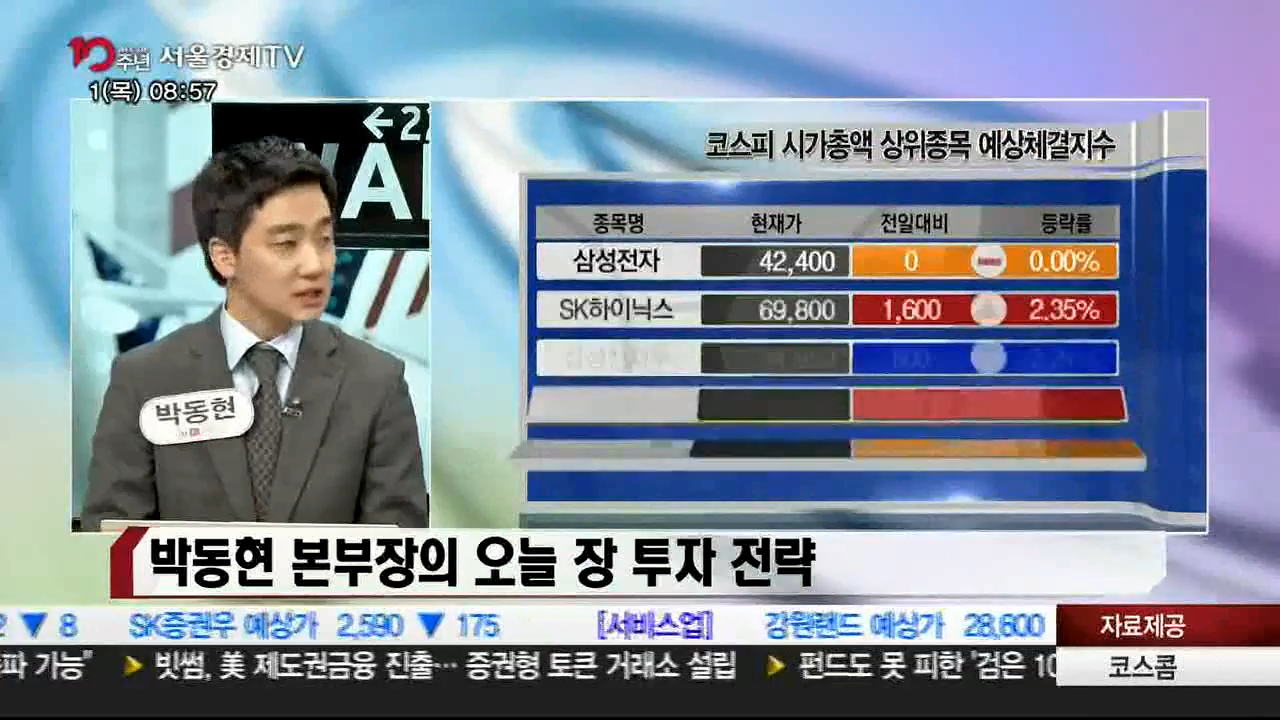 10주년 서울경제TV
1(목) 08:57
←22
WA
코스피 시가총액 상위종목 예상체결지수
종목명 현재가 전일대비 등락률
삼성전자 42,400 0 0.00%
SK하이닉스 69,800 1,600 2.35%
박동현
박동현 본부장의 오늘 장 투자 전략
2 ▼ 8 SK증권우 예상가 2,590 ▼ 175 [서비스업] 강원랜드 예상가 28,600
자료제공
파 가능" ▶ 빗썸, 美 제도권금융 진출… 증권형 토큰 거래소 설립 ▶ 펀드도 못 피한 '검은 10
코스콤